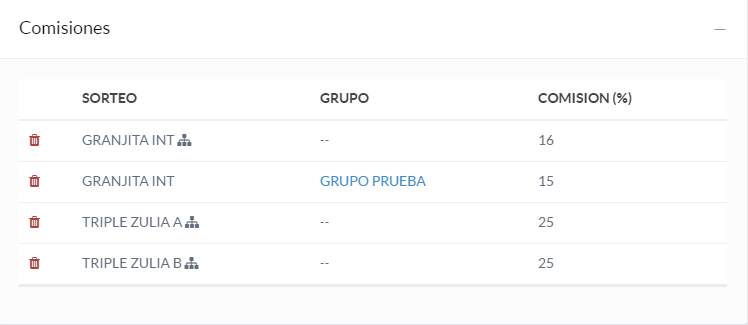 Comisiones
SORTEO GRUPO COMISION (%)
GRANJITA INT -- 16
GRANJITA INT GRUPO PRUEBA 15
TRIPLE ZULIA A -- 25
TRIPLE ZULIA B -- 25